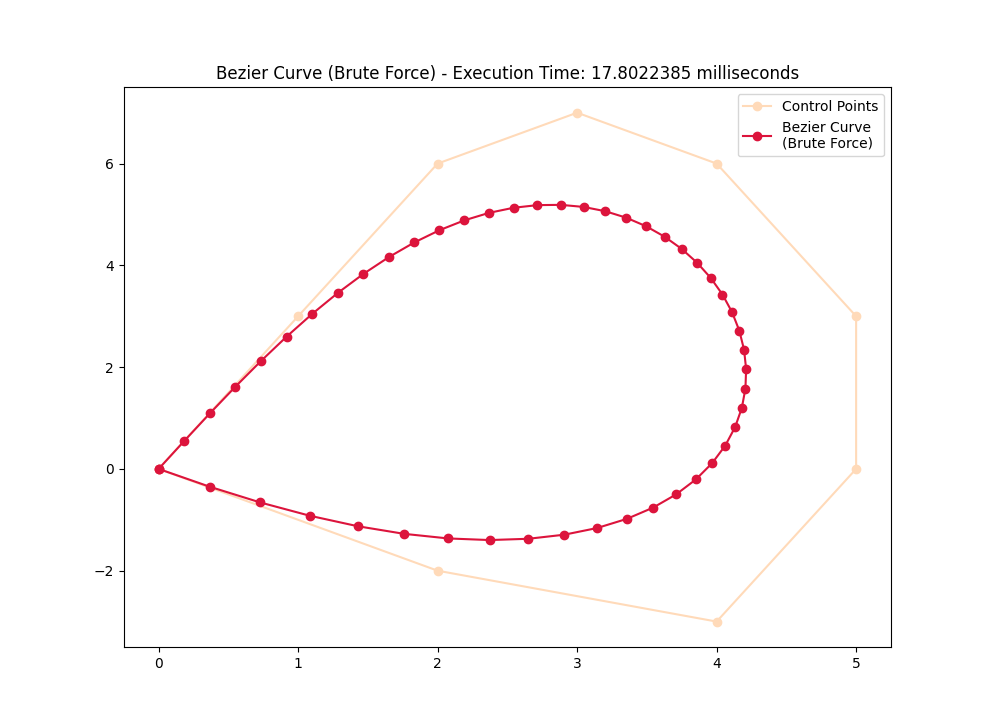 Bezier Curve (Brute Force) - Execution Time: 17.8022385 milliseconds
Control Points
Bezier Curve
(Brute Force)
6
4
2
0
−2
0 1 2 3 4 5